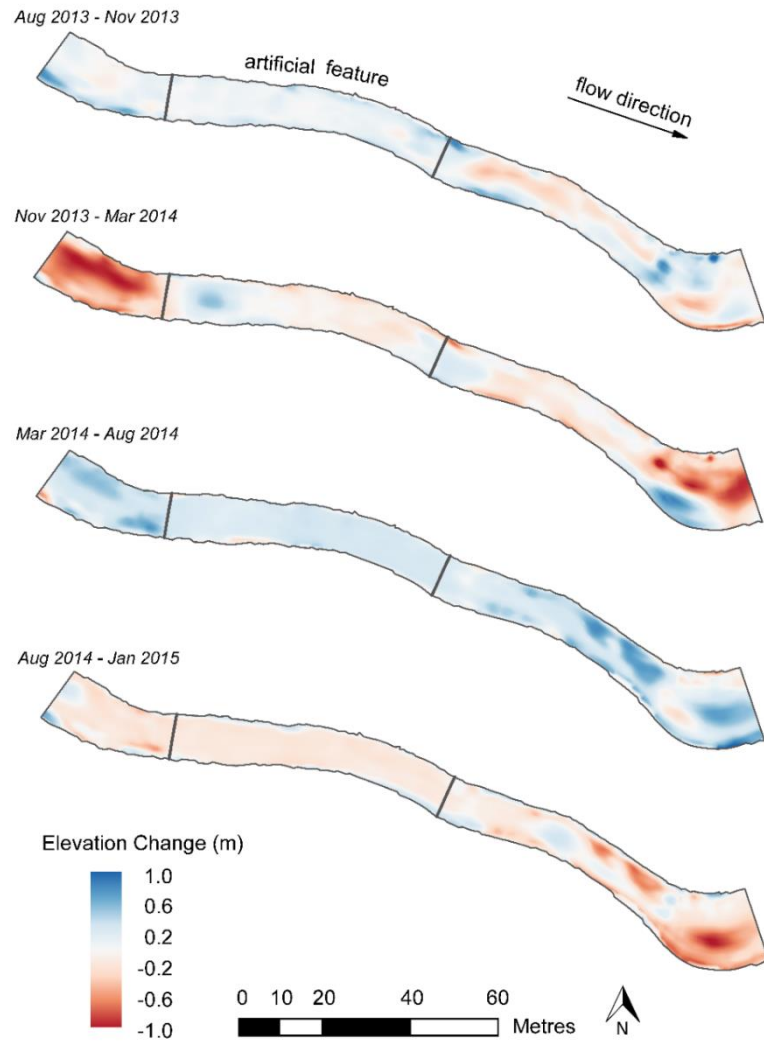 Aug 2013 - Nov 2013
artificial feature
flow direction
Nov 2013 - Mar 2014
Mar 2014 - Aug 2014
Aug 2014 - Jan 2015
Elevation Change (m)
1.0
0.6
0.2
-0.2
-0.6
-1.0
0 10 20 40 60
Metres
N